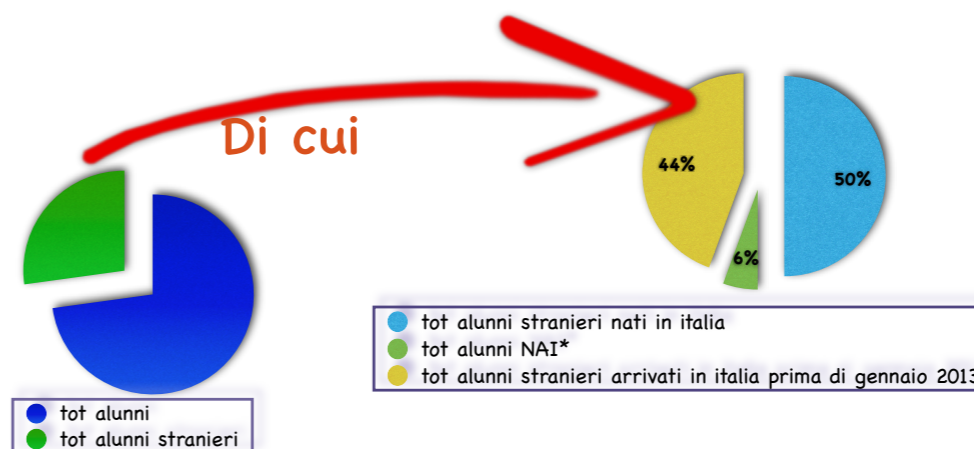 Di cui
44%
50%
6%
tot alunni stranieri nati in italia
tot alunni NAI*
tot alunni stranieri arrivati in italia prima di gennaio 2013
tot alunni
tot alunni stranieri